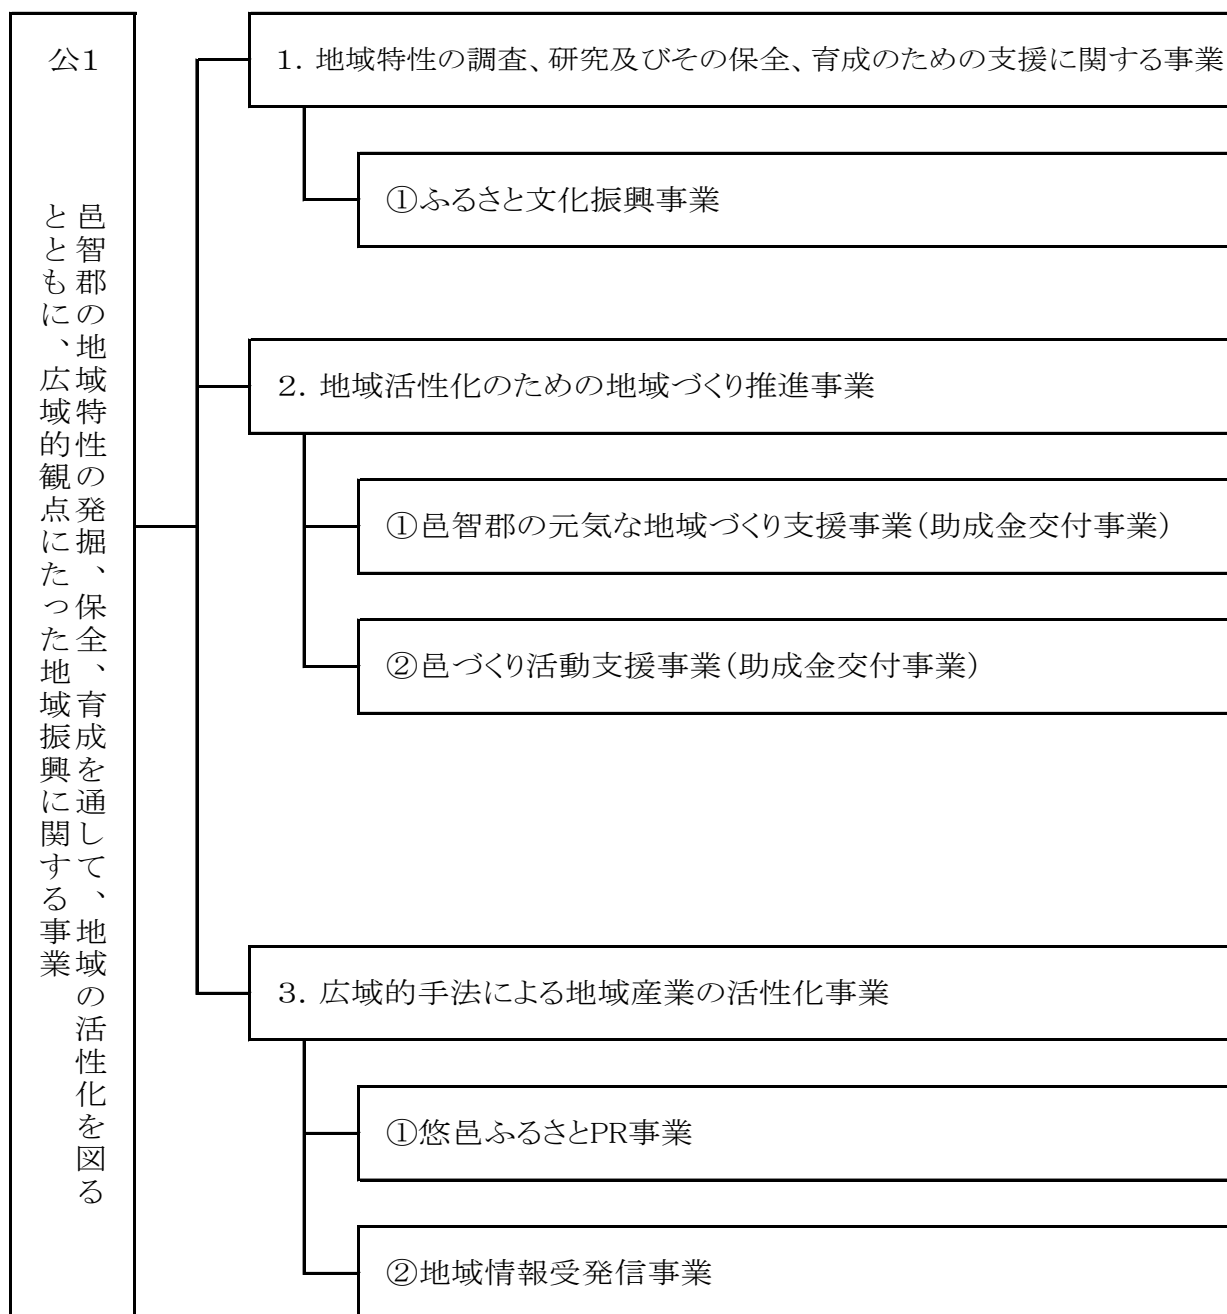 公1
邑智郡の地域特性の発掘、保全、育成を通して、地域の活性化を図る
とともに、広域的観点にたった地域振興に関する事業
1．地域特性の調査、研究及びその保全、育成のための支援に関する事業
①ふるさと文化振興事業
2．地域活性化のための地域づくり推進事業
①邑智郡の元気な地域づくり支援事業（助成金交付事業）
②邑づくり活動支援事業（助成金交付事業）
3．広域的手法による地域産業の活性化事業
①悠邑ふるさとPR事業
②地域情報受発信事業